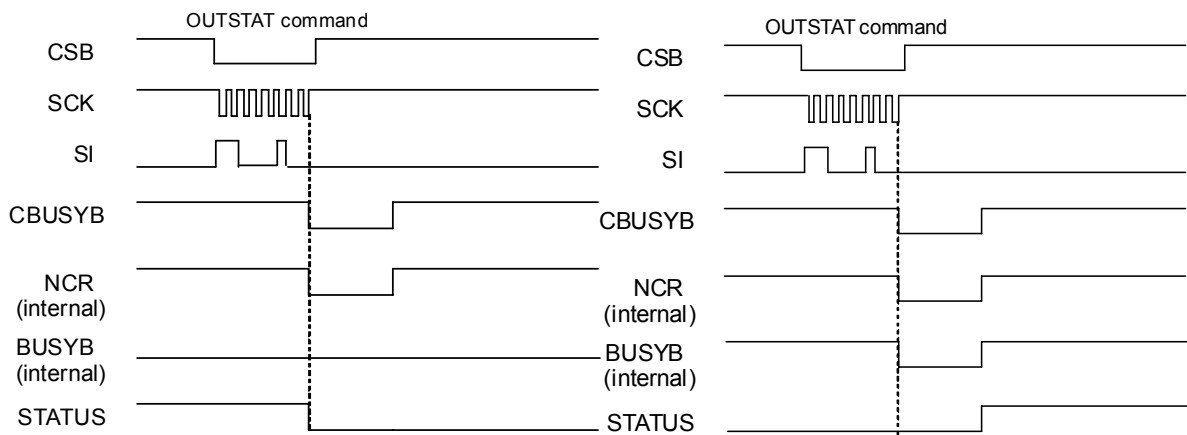 OUTSTAT command
CSB
SCK
SI
CBUSYB
NCR
(internal)
BUSYB
(internal)
STATUS
OUTSTAT command
CSB
SCK
SI
CBUSYB
NCR
(internal)
BUSYB
(internal)
STATUS